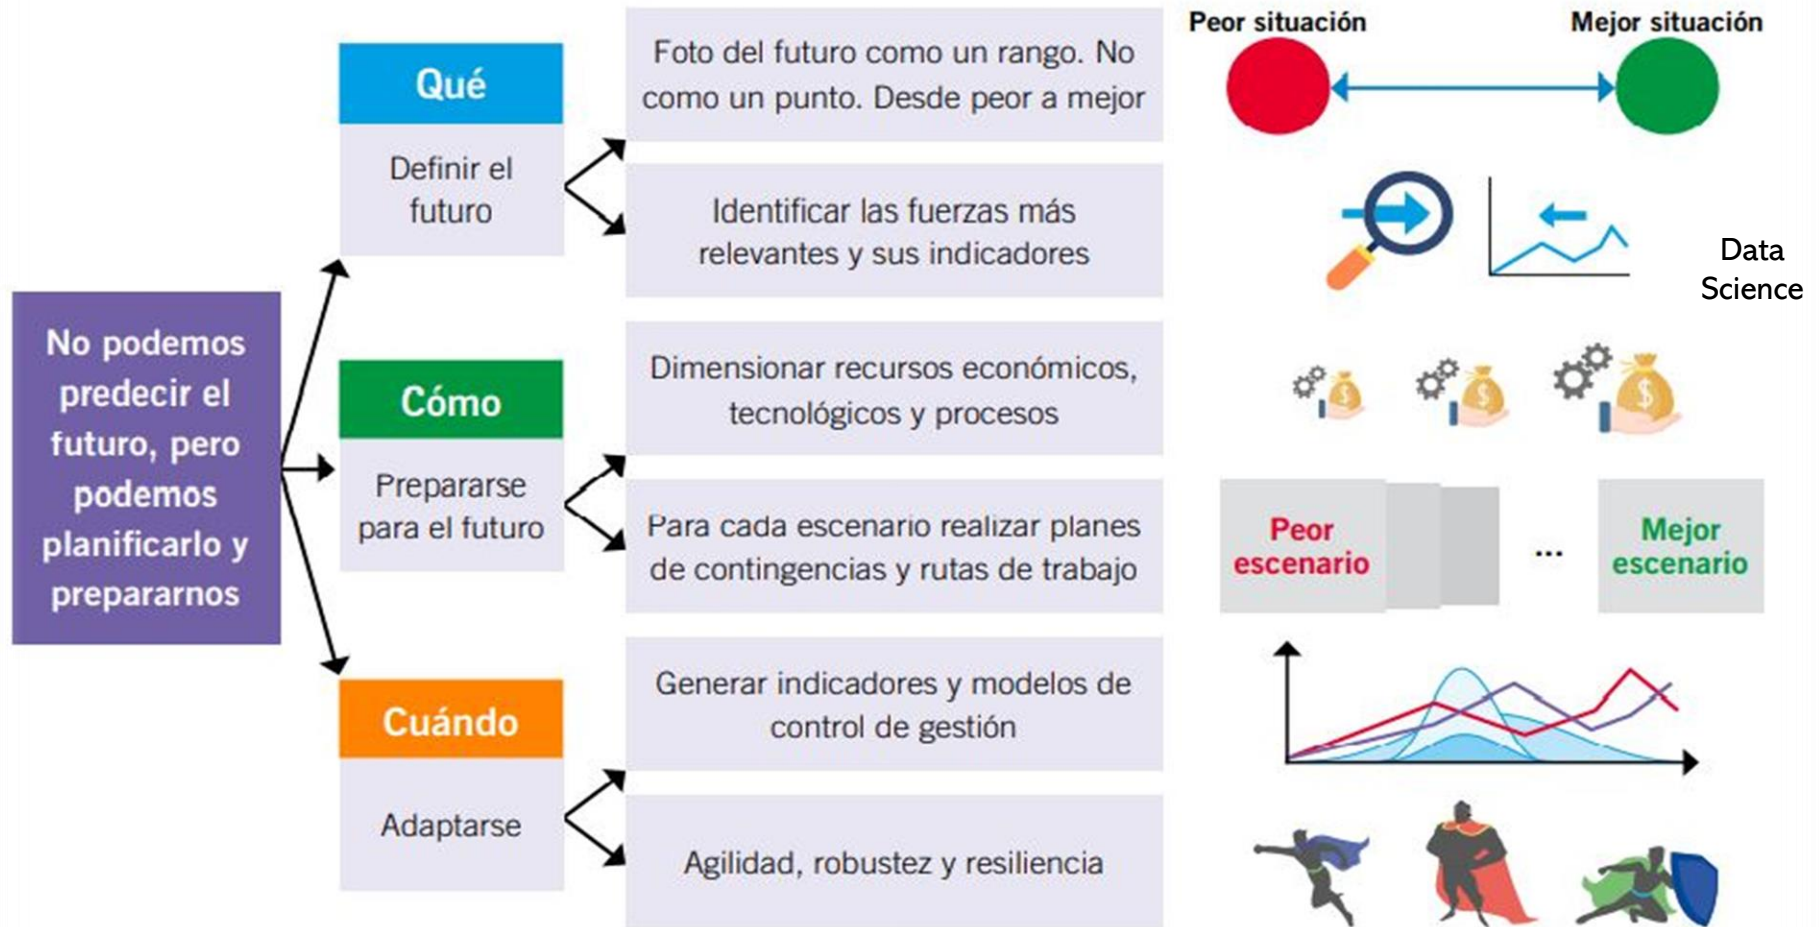 No podemos
predecir el
futuro, pero
podemos
planificarlo y
prepararnos
Qué
Definir el
futuro
Foto del futuro como un rango. No
como un punto. Desde peor a mejor
Peor situación
Mejor situación
Identificar las fuerzas más
relevantes y sus indicadores
Data
Science
Cómo
Prepararse
para el futuro
Dimensionar recursos económicos,
tecnológicos y procesos
$
$
$
Para cada escenario realizar planes
de contingencias y rutas de trabajo
Peor
escenario
...
Mejor
escenario
Cuándo
Adaptarse
Generar indicadores y modelos de
control de gestión
Agilidad, robustez y resiliencia